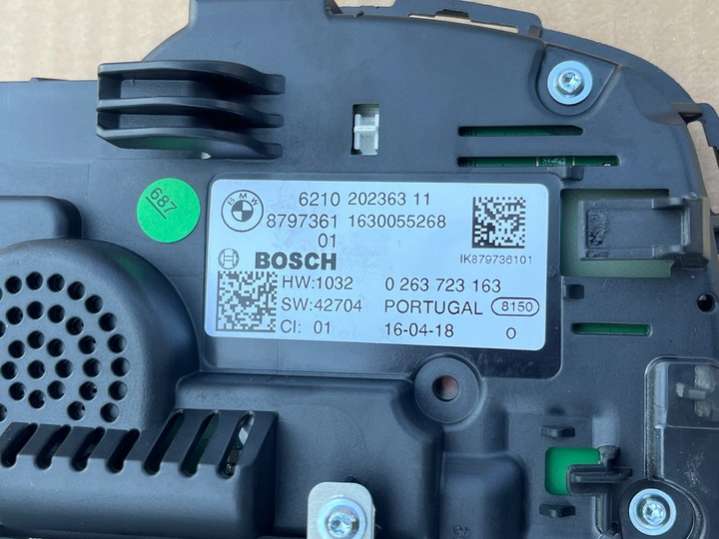 687
BMW
6210 202363 11
8797361 1630055268
01
IK879736101
BOSCH
HW:1032 0 263 723 163
SW:42704 PORTUGAL 8150
CI: 01 16-04-18 O